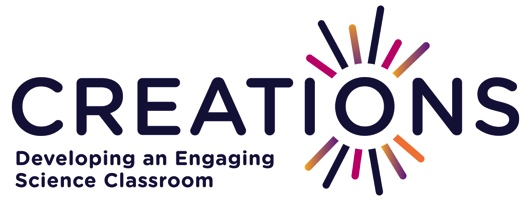 CREATIONS
Developing an Engaging
Science Classroom